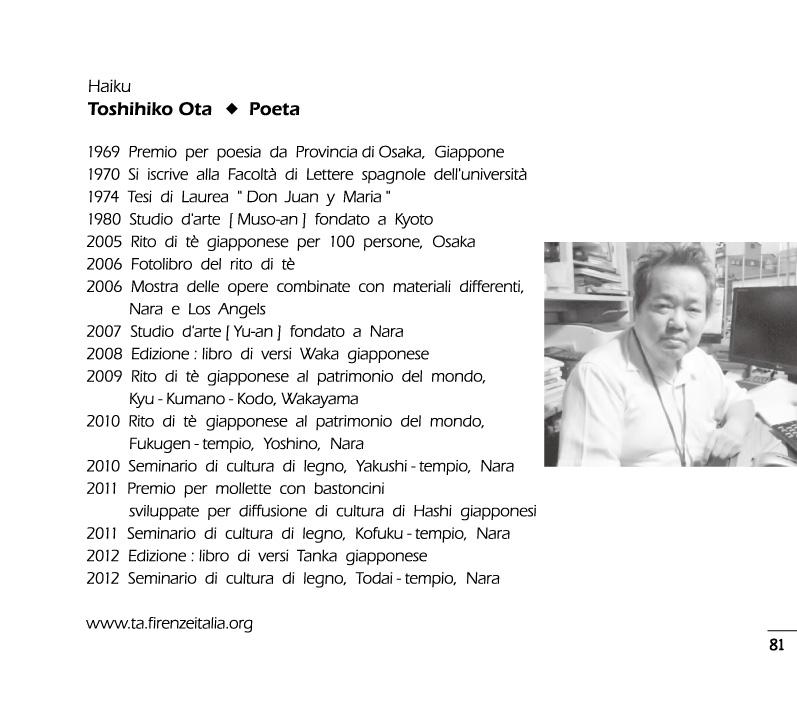 Haiku
Toshihiko Ota ◆ Poeta
1969 Premio per poesia da Provincia di Osaka, Giappone
1970 Si iscrive alla Facoltà di Lettere spagnole dell'università
1974 Tesi di Laurea " Don Juan y Maria "
1980 Studio d'arte [ Muso-an ] fondato a Kyoto
2005 Rito di tè giapponese per 100 persone, Osaka
2006 Fotolibro del rito di tè
2006 Mostra delle opere combinate con materiali differenti,
Nara e Los Angels
2007 Studio d'arte [ Yu-an ] fondato a Nara
2008 Edizione : libro di versi Waka giapponese
2009 Rito di tè giapponese al patrimonio del mondo,
Kyu - Kumano - Kodo, Wakayama
2010 Rito di tè giapponese al patrimonio del mondo,
Fukugen - tempio, Yoshino, Nara
2010 Seminario di cultura di legno, Yakushi - tempio, Nara
2011 Premio per mollette con bastoncini
sviluppate per diffusione di cultura di Hashi giapponesi
2011 Seminario di cultura di legno, Kofuku - tempio, Nara
2012 Edizione : libro di versi Tanka giapponese
2012 Seminario di cultura di legno, Todai - tempio, Nara
www.ta.firenzeitalia.org
81